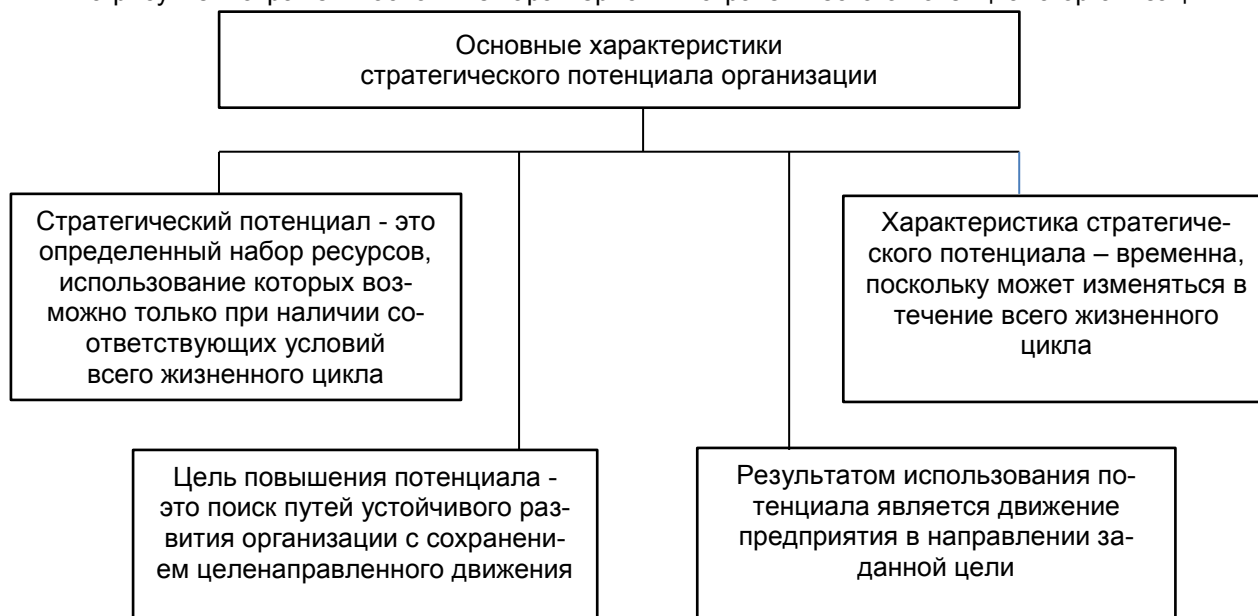 Основные характеристики
стратегического потенциала организации
Стратегический потенциал - это
определенный набор ресурсов,
использование которых воз-
можно только при наличии со-
ответствующих условий
всего жизненного цикла
Характеристика стратегиче-
ского потенциала – временна,
поскольку может изменяться в
течение всего жизненного
цикла
Цель повышения потенциала -
это поиск путей устойчивого раз-
вития организации с сохранени-
ем целенаправленного движения
Результатом использования по-
тенциала является движение
предприятия в направлении за-
данной цели